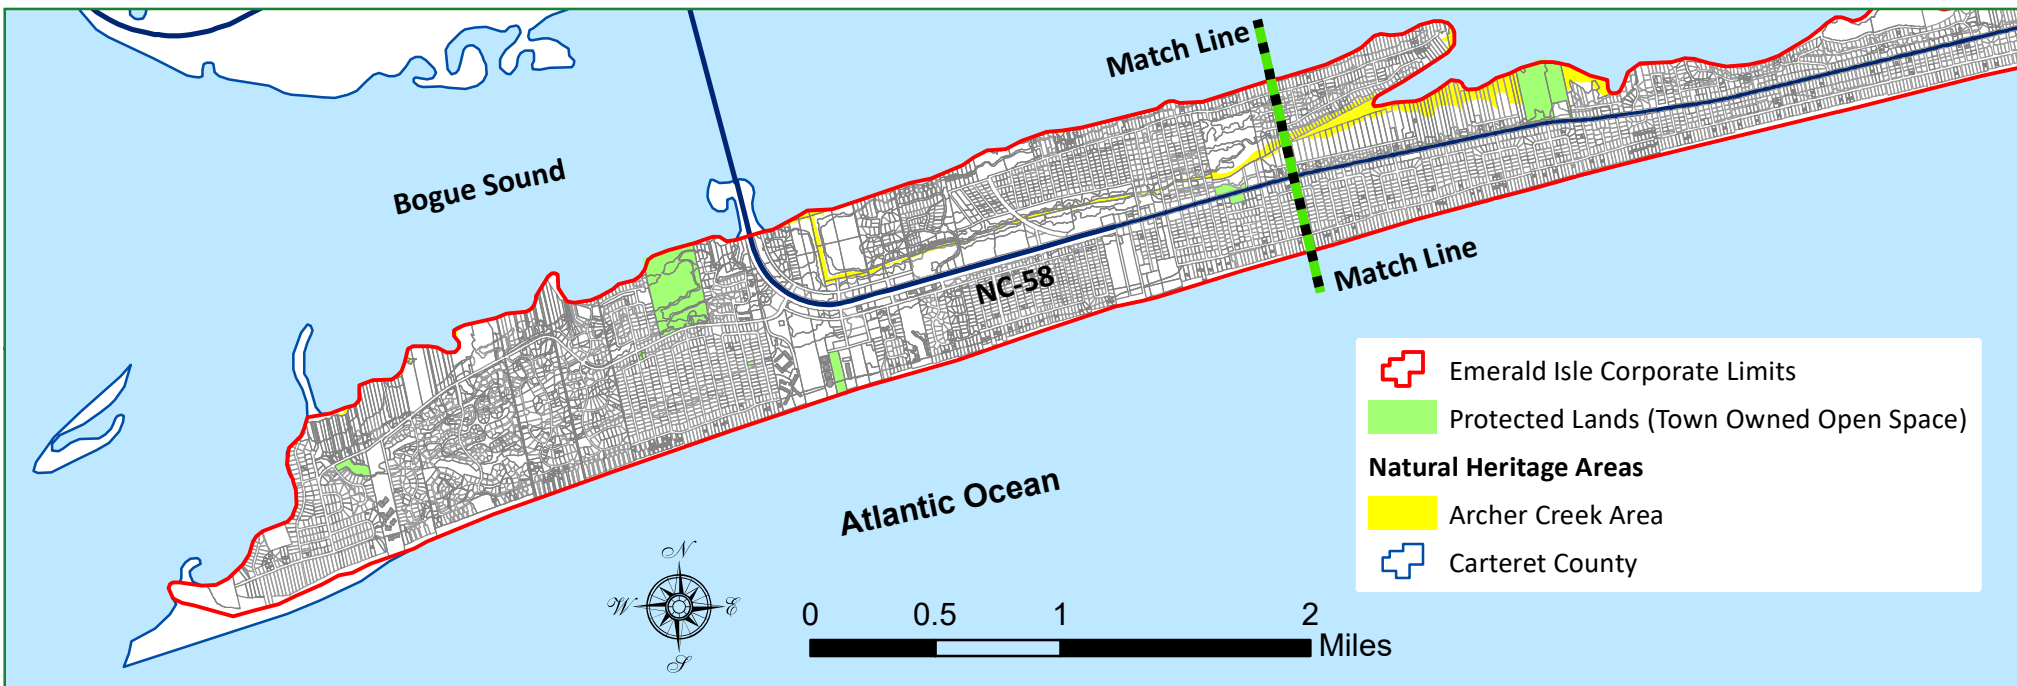 Match Line
Bogue Sound
NC-58
Match Line
Atlantic Ocean
Emerald Isle Corporate Limits
Protected Lands (Town Owned Open Space)
Natural Heritage Areas
Archer Creek Area
Carteret County
N
W E
S
0 0.5 1 2
Miles